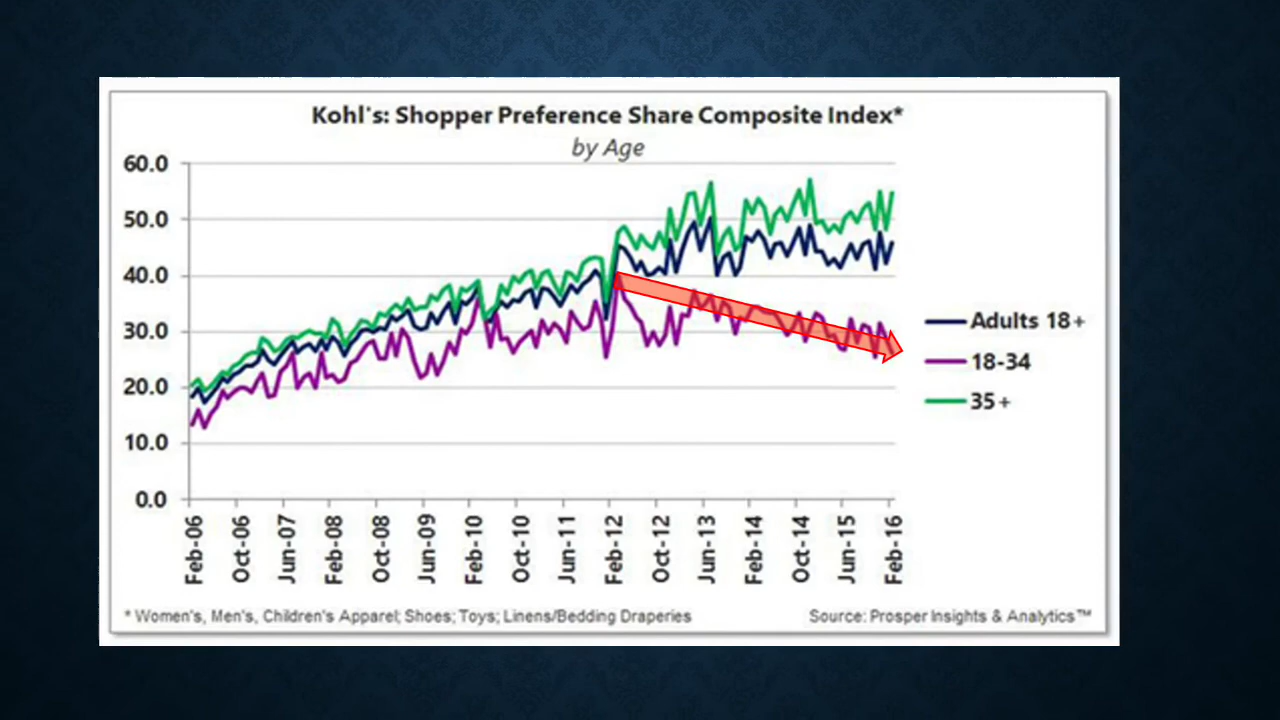 Kohl's: Shopper Preference Share Composite Index*
by Age
60.0
50.0
40.0
30.0
20.0
10.0
0.0
Adults 18+
18-34
35+
Feb-06
Oct-06
Jun-07
Feb-08
Oct-08
Jun-09
Feb-10
Oct-10
Jun-11
Feb-12
Oct-12
Jun-13
Feb-14
Oct-14
Jun-15
Feb-16
* Women's, Men's, Children's Apparel; Shoes; Toys; Linens/Bedding Draperies
Source: Prosper Insights & Analytics™